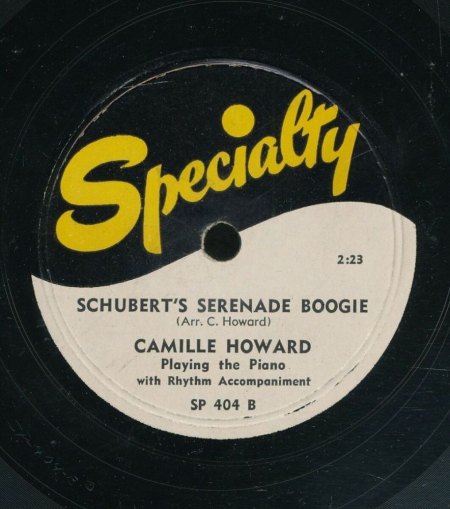 Specialty
2:23
SCHUBERT'S SERENADE BOOGIE
(Arr. C. Howard)
CAMILLE HOWARD
Playing the Piano
with Rhythm Accompaniment
SP 404 B